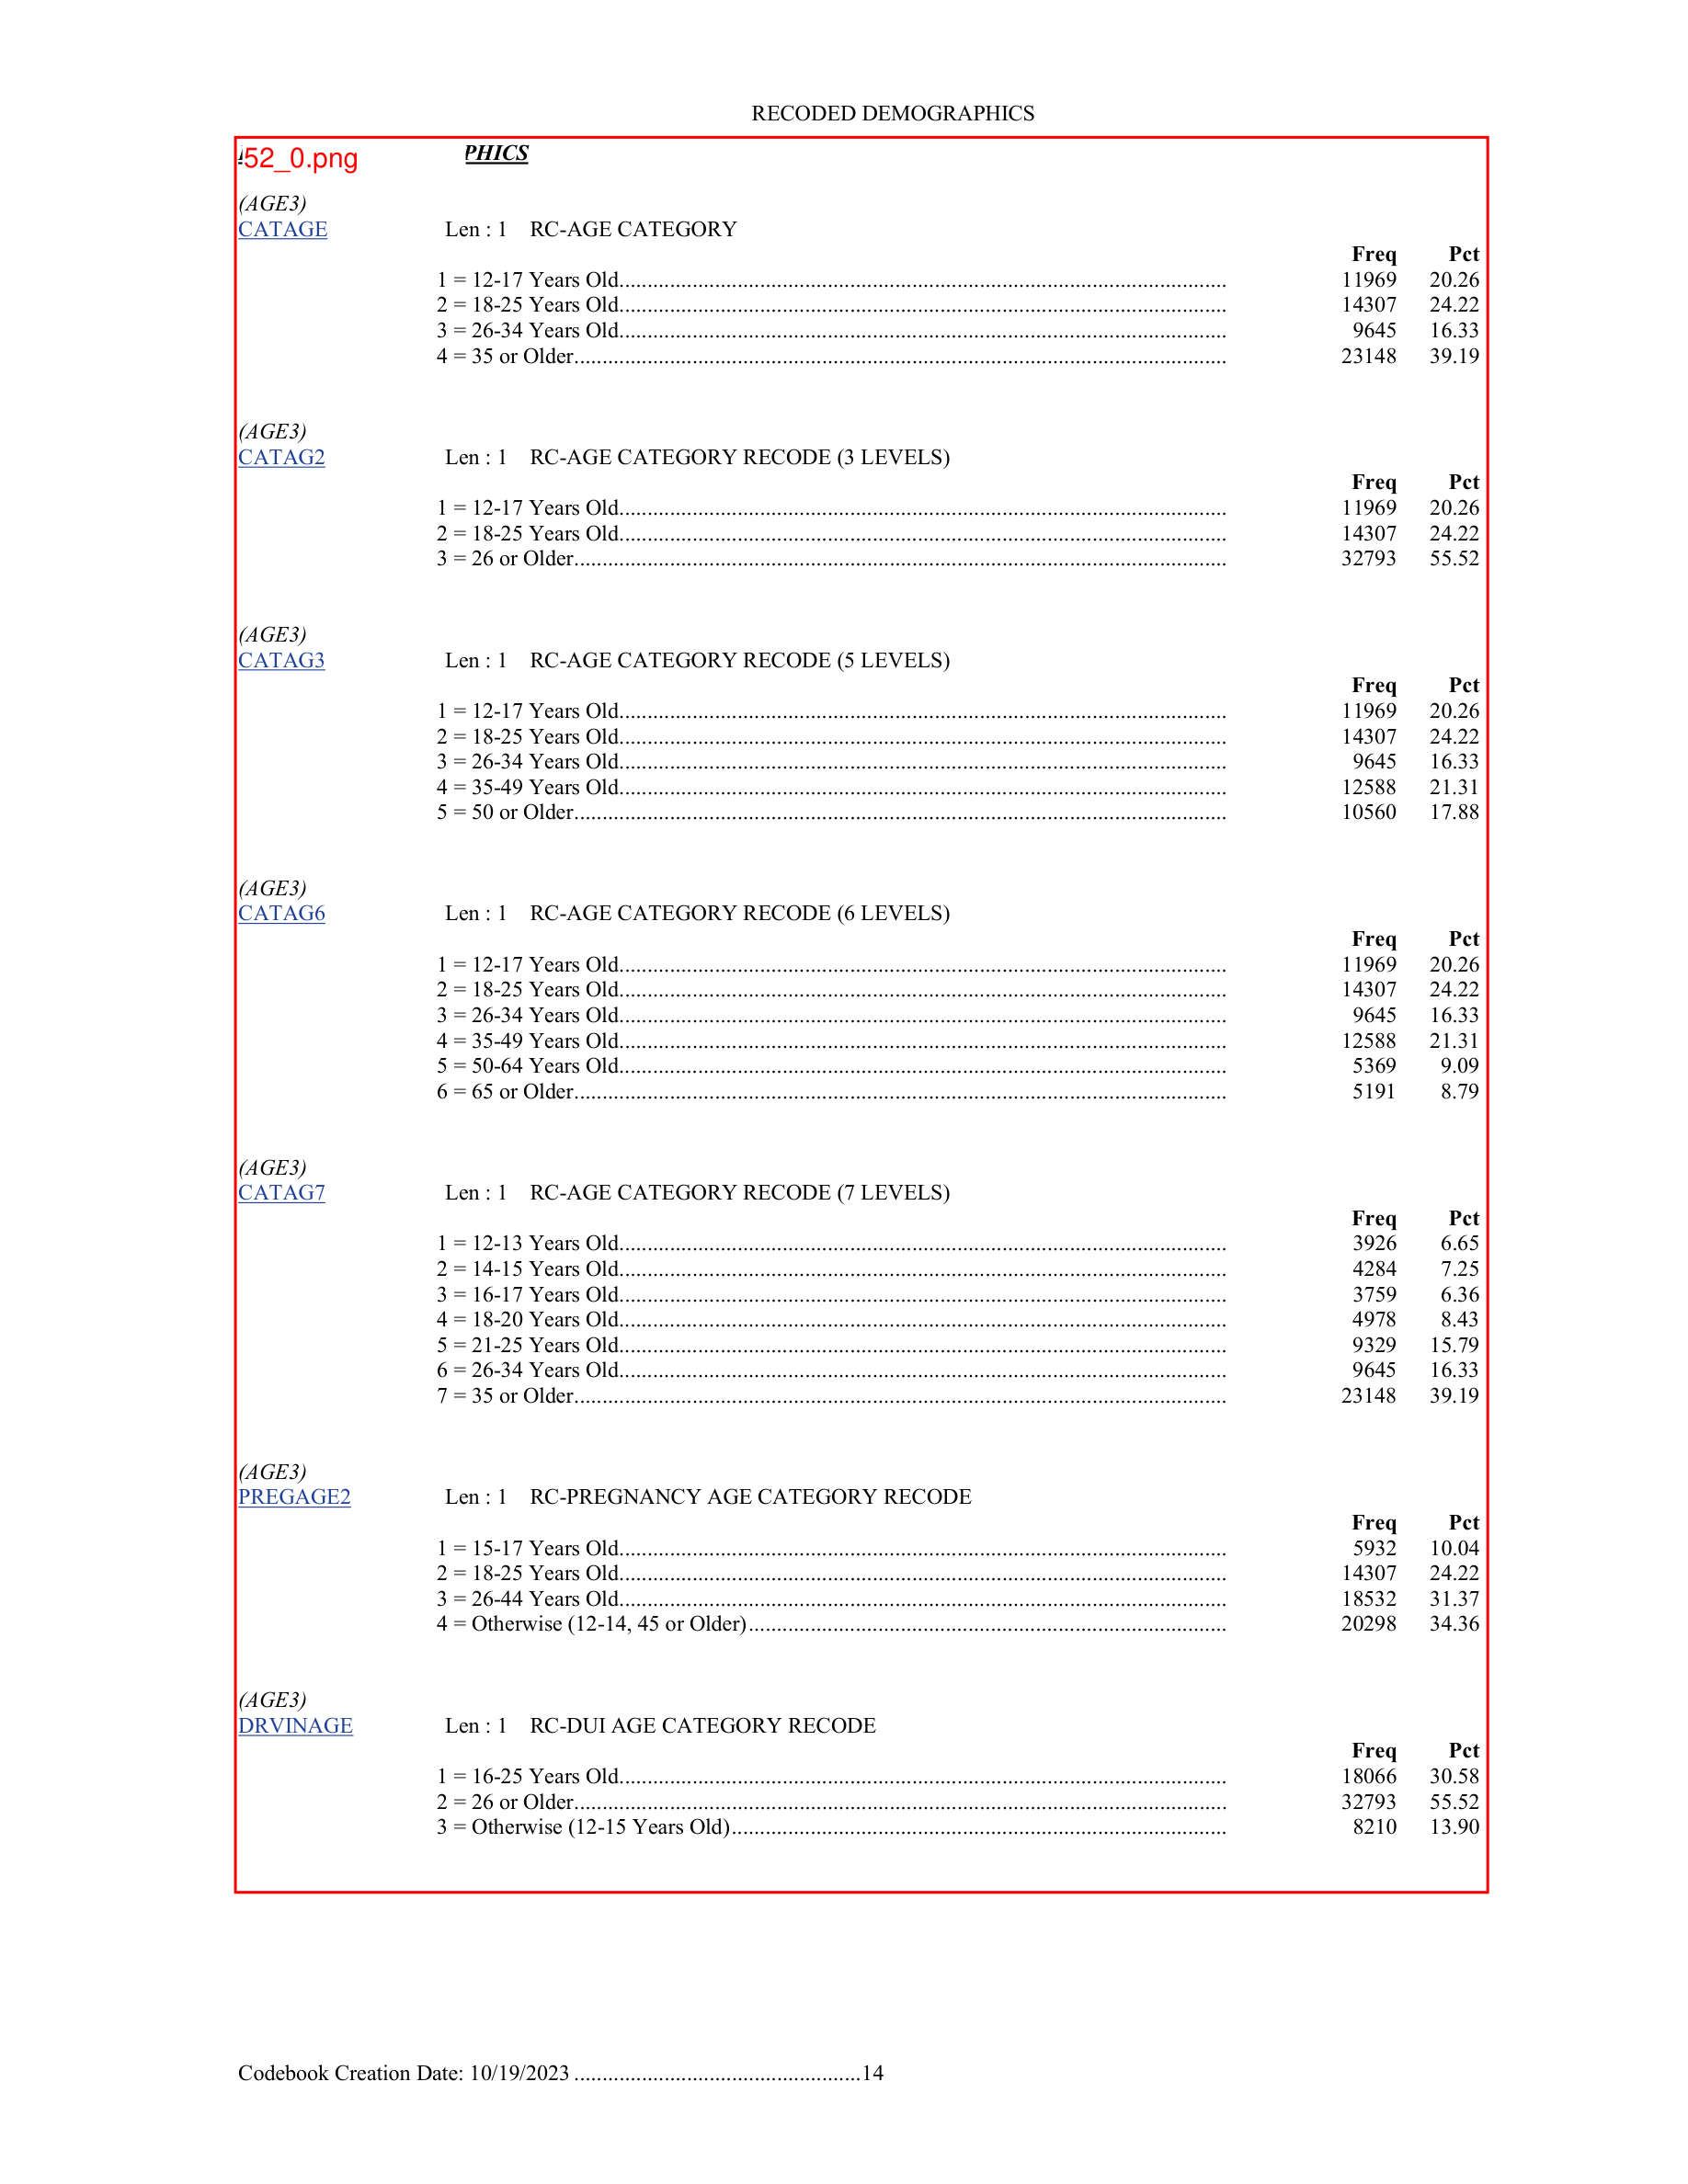 RECODED DEMOGRAPHICS
52_0.png PHICS
(AGE3)
CATAGE Len : 1 RC-AGE CATEGORY
Freq Pct
1 = 12-17 Years Old.......... 11969 20.26
2 = 18-25 Years Old.......... 14307 24.22
3 = 26-34 Years Old.......... 9645 16.33
4 = 35 or Older.......... 23148 39.19
(AGE3)
CATAG2 Len : 1 RC-AGE CATEGORY RECODE (3 LEVELS)
Freq Pct
1 = 12-17 Years Old.......... 11969 20.26
2 = 18-25 Years Old.......... 14307 24.22
3 = 26 or Older.......... 32793 55.52
(AGE3)
CATAG3 Len : 1 RC-AGE CATEGORY RECODE (5 LEVELS)
Freq Pct
1 = 12-17 Years Old.......... 11969 20.26
2 = 18-25 Years Old.......... 14307 24.22
3 = 26-34 Years Old.......... 9645 16.33
4 = 35-49 Years Old.......... 12588 21.31
5 = 50 or Older.......... 10560 17.88
(AGE3)
CATAG6 Len : 1 RC-AGE CATEGORY RECODE (6 LEVELS)
Freq Pct
1 = 12-17 Years Old.......... 11969 20.26
2 = 18-25 Years Old.......... 14307 24.22
3 = 26-34 Years Old.......... 9645 16.33
4 = 35-49 Years Old.......... 12588 21.31
5 = 50-64 Years Old.......... 5369 9.09
6 = 65 or Older.......... 5191 8.79
(AGE3)
CATAG7 Len : 1 RC-AGE CATEGORY RECODE (7 LEVELS)
Freq Pct
1 = 12-13 Years Old.......... 3926 6.65
2 = 14-15 Years Old.......... 4284 7.25
3 = 16-17 Years Old.......... 3759 6.36
4 = 18-20 Years Old.......... 4978 8.43
5 = 21-25 Years Old.......... 9329 15.79
6 = 26-34 Years Old.......... 9645 16.33
7 = 35 or Older.......... 23148 39.19
(AGE3)
PREGAGE2 Len : 1 RC-PREGNANCY AGE CATEGORY RECODE
Freq Pct
1 = 15-17 Years Old.......... 5932 10.04
2 = 18-25 Years Old.......... 14307 24.22
3 = 26-44 Years Old.......... 18532 31.37
4 = Otherwise (12-14, 45 or Older).......... 20298 34.36
(AGE3)
DRVINAGE Len : 1 RC-DUI AGE CATEGORY RECODE
Freq Pct
1 = 16-25 Years Old.......... 18066 30.58
2 = 26 or Older.......... 32793 55.52
3 = Otherwise (12-15 Years Old).......... 8210 13.90
Codebook Creation Date: 10/19/2023 ..........14